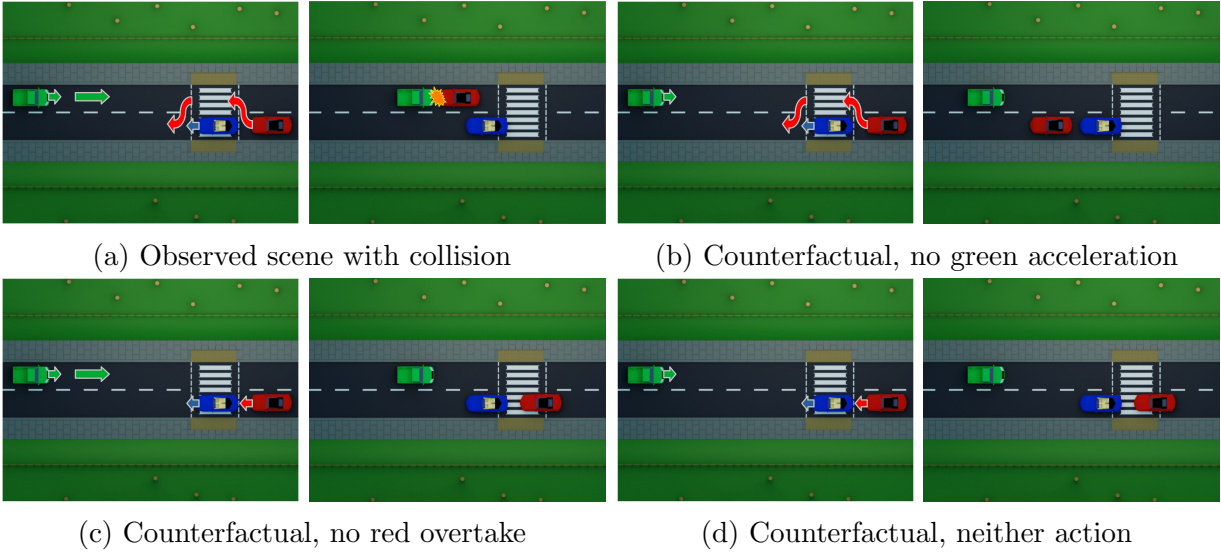 (a) Observed scene with collision
(b) Counterfactual, no green acceleration
(c) Counterfactual, no red overtake
(d) Counterfactual, neither action